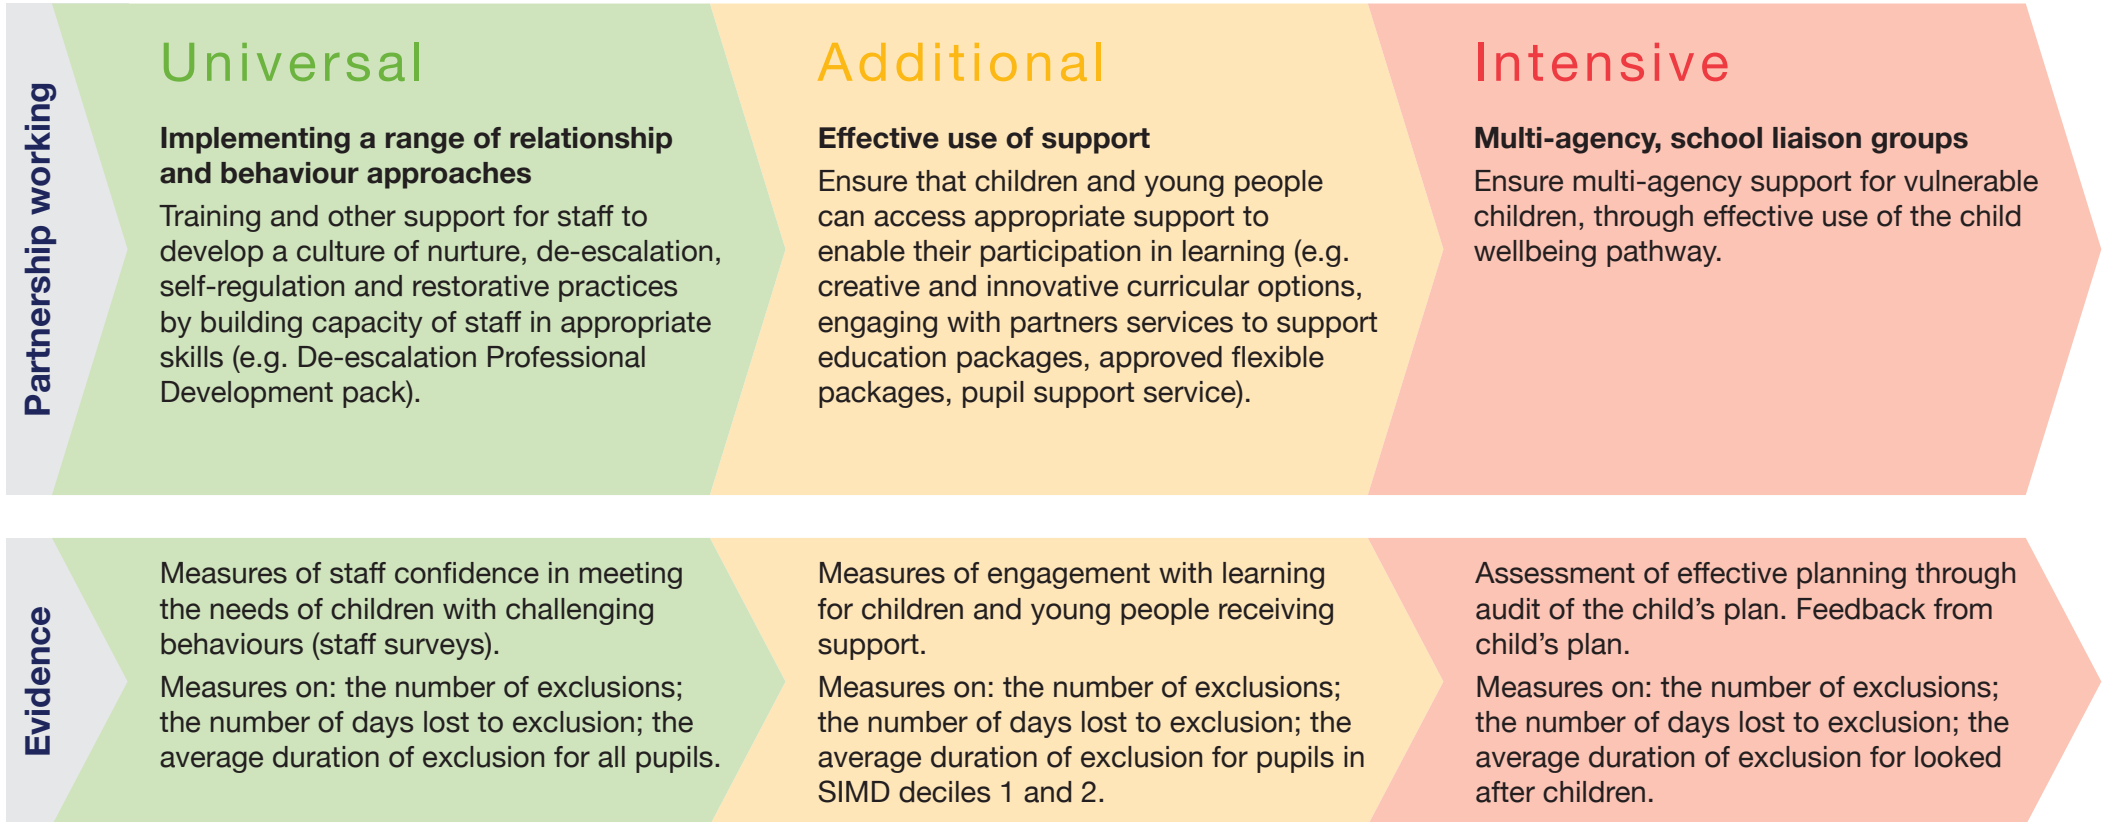 Partnership working
Universal
Implementing a range of relationship
and behaviour approaches
Training and other support for staff to
develop a culture of nurture, de-escalation,
self-regulation and restorative practices
by building capacity of staff in appropriate
skills (e.g. De-escalation Professional
Development pack).
Additional
Effective use of support
Ensure that children and young people
can access appropriate support to
enable their participation in learning (e.g.
creative and innovative curricular options,
engaging with partners services to support
education packages, approved flexible
packages, pupil support service).
Intensive
Multi-agency, school liaison groups
Ensure multi-agency support for vulnerable
children, through effective use of the child
wellbeing pathway.
Evidence
Measures of staff confidence in meeting
the needs of children with challenging
behaviours (staff surveys).
Measures on: the number of exclusions;
the number of days lost to exclusion; the
average duration of exclusion for all pupils.
Measures of engagement with learning
for children and young people receiving
support.
Measures on: the number of exclusions;
the number of days lost to exclusion; the
average duration of exclusion for pupils in
SIMD deciles 1 and 2.
Assessment of effective planning through
audit of the child's plan. Feedback from
child's plan.
Measures on: the number of exclusions;
the number of days lost to exclusion; the
average duration of exclusion for looked
after children.